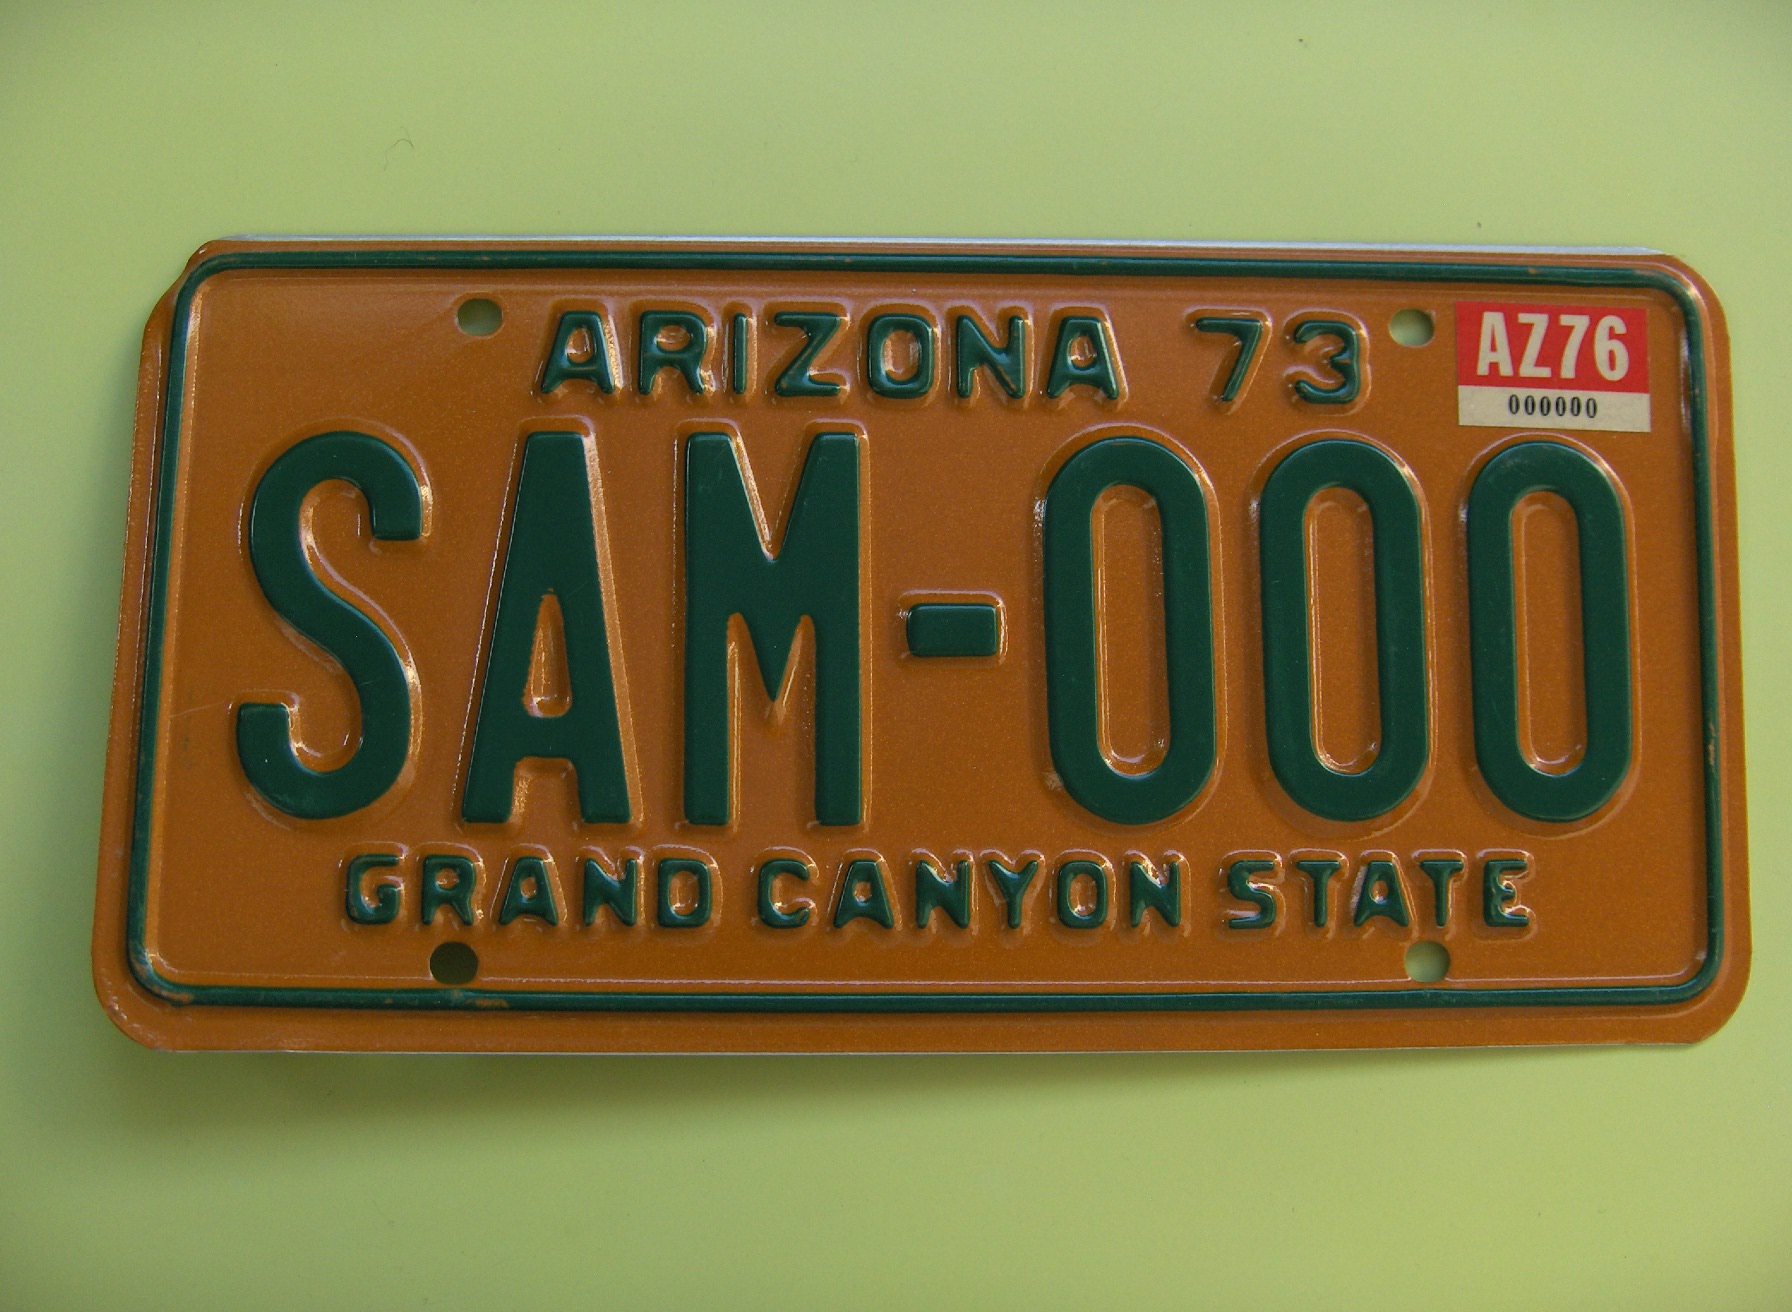 ARIZONA 73
AZ76
000000
SAM-000
GRAND CANYON STATE